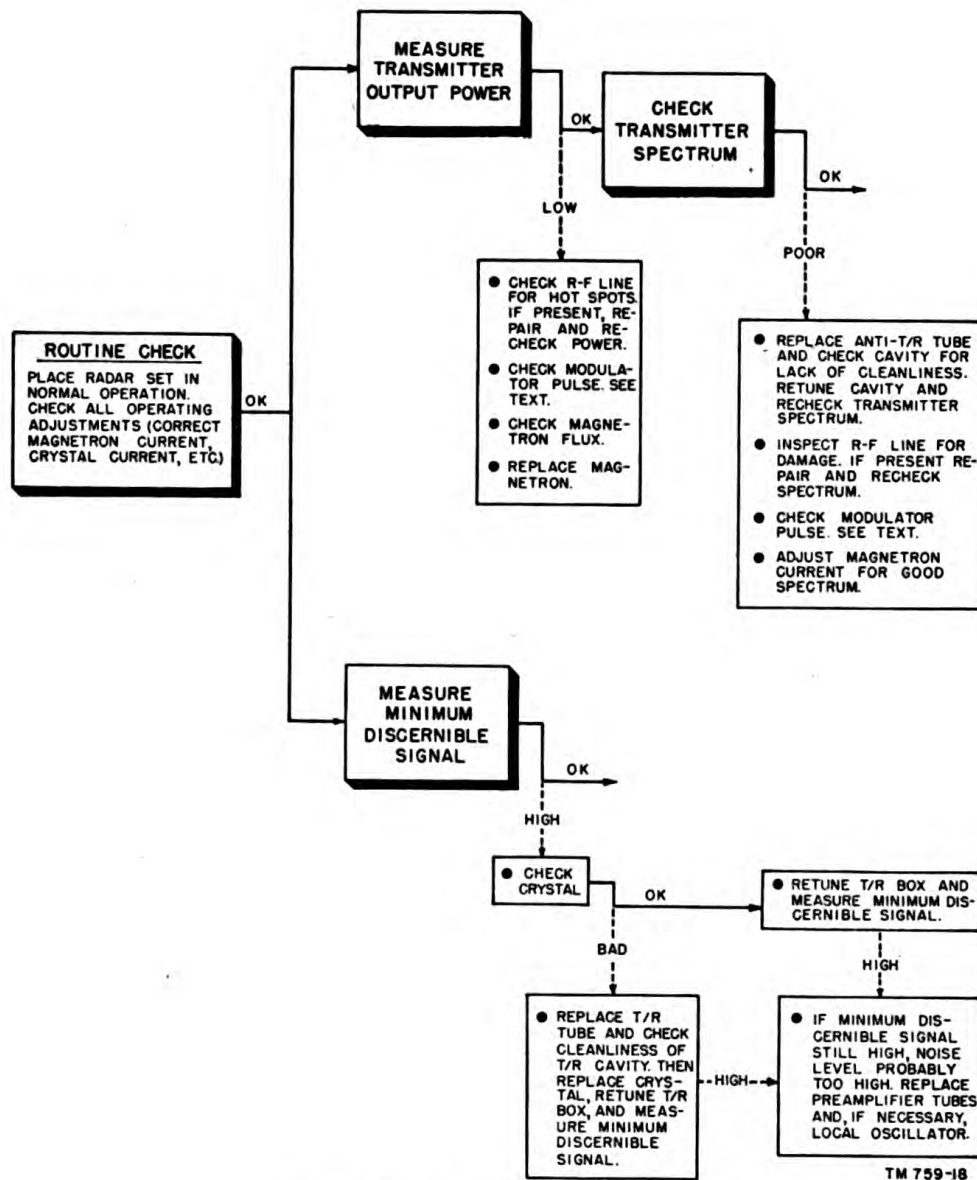 MEASURE
TRANSMITTER
OUTPUT POWER
OK
CHECK
TRANSMITTER
SPECTRUM
OK
LOW
POOR
● CHECK R-F LINE
FOR HOT SPOTS.
IF PRESENT, RE-
PAIR AND RE-
CHECK POWER.
● CHECK MODULA-
TOR PULSE. SEE
TEXT.
● CHECK MAGNE-
TRON FLUX.
● REPLACE MAG-
NETRON.
● REPLACE ANTI-T/R TUBE
AND CHECK CAVITY FOR
LACK OF CLEANLINESS.
RETUNE CAVITY AND
RECHECK TRANSMITTER
SPECTRUM.
● INSPECT R-F LINE FOR
DAMAGE. IF PRESENT RE-
PAIR AND RECHECK
SPECTRUM.
● CHECK MODULATOR
PULSE. SEE TEXT.
● ADJUST MAGNETRON
CURRENT FOR GOOD
SPECTRUM.
ROUTINE CHECK
PLACE RADAR SET IN
NORMAL OPERATION.
CHECK ALL OPERATING
ADJUSTMENTS (CORRECT
MAGNETRON CURRENT,
CRYSTAL CURRENT, ETC.)
OK
MEASURE
MINIMUM
DISCERNIBLE
SIGNAL
OK
HIGH
● CHECK
CRYSTAL
OK
● RETUNE T/R BOX AND
MEASURE MINIMUM DIS-
CERNIBLE SIGNAL.
BAD
HIGH
● REPLACE T/R
TUBE AND CHECK
CLEANLINESS OF
T/R CAVITY. THEN
REPLACE CRYS-
TAL, RETUNE T/R
BOX, AND MEAS-
URE MINIMUM
DISCERNIBLE
SIGNAL.
HIGH
● IF MINIMUM DIS-
CERNIBLE SIGNAL
STILL HIGH, NOISE
LEVEL PROBABLY
TOO HIGH. REPLACE
PREAMPLIFIER TUBES
AND, IF NECESSARY,
LOCAL OSCILLATOR.
TM 759-18